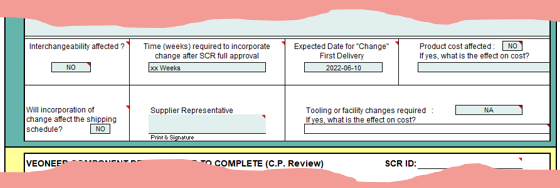 Interchangeability affected ?
NO
Time (weeks) required to incorporate
change after SCR full approval
xx Weeks
Expected Date for "Change"
First Delivery
2022-06-10
Product cost affected : NO
If yes, what is the effect on cost?
Will incorporation of
change affect the shipping
schedule? NO
Supplier Representative
Print & Signature
Tooling or facility changes required : NA
If yes, what is the effect on cost?
VEONEER TO COMPLETE (C.P. Review) SCR ID: